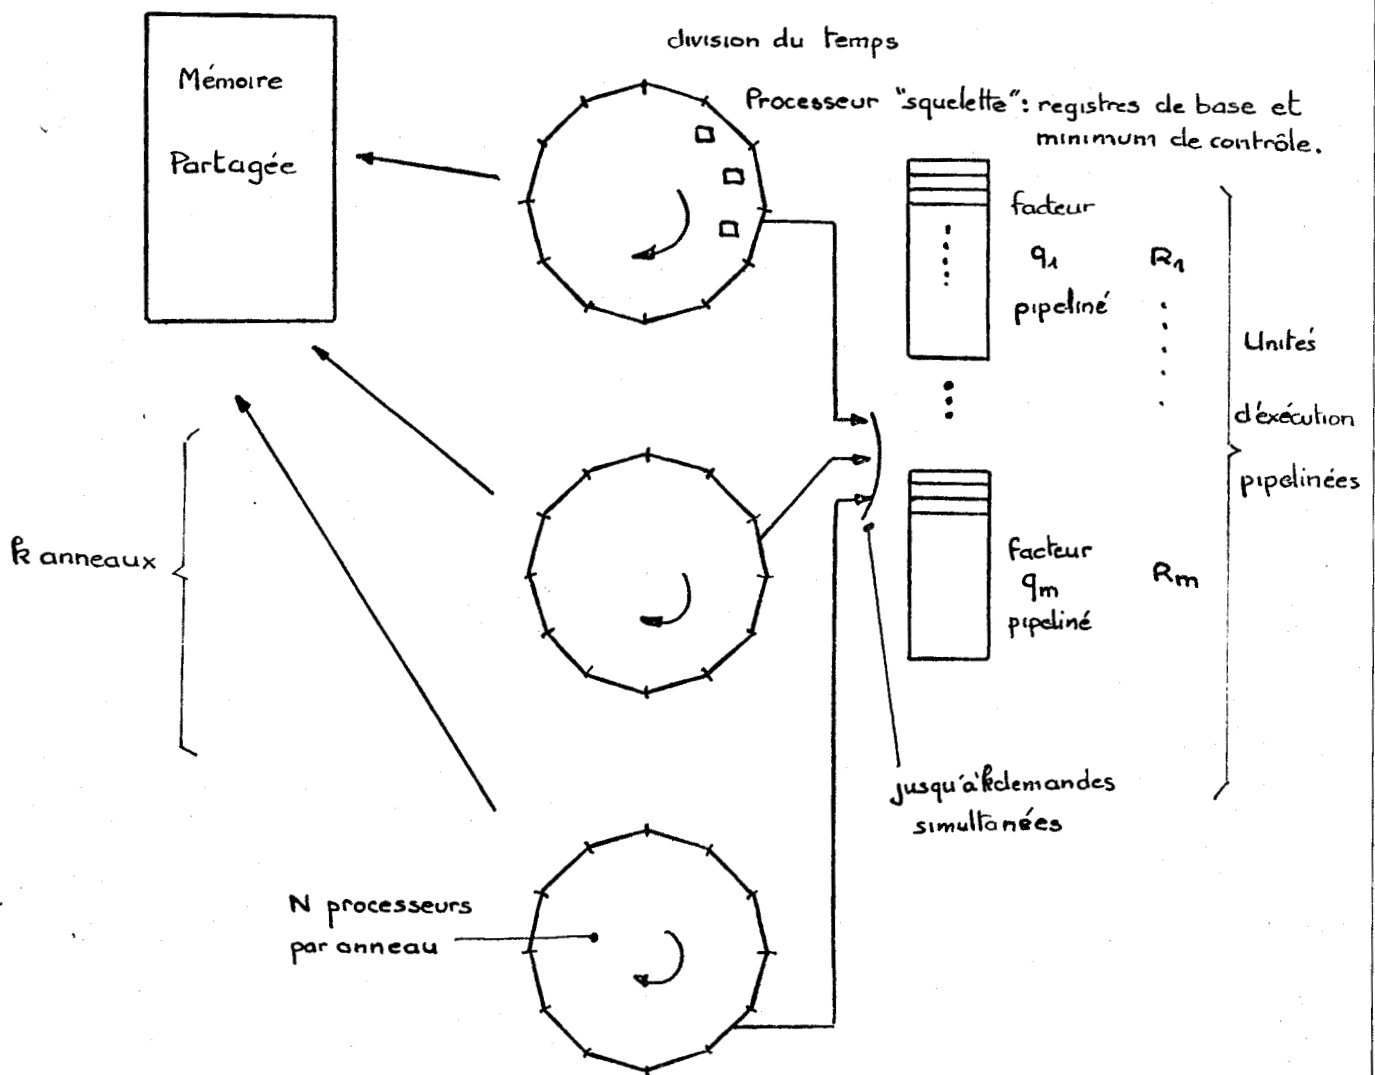 division du temps
Mémoire
Partagée
Processeur "squelette": registres de base et
minimum de contrôle.
facteur
q1
pipeliné
R1
Unités
d'éxécution
pipelinées
k anneaux
facteur
qm
pipeliné
Rm
jusqu'à k demandes
simultanées
N processeurs
par anneau